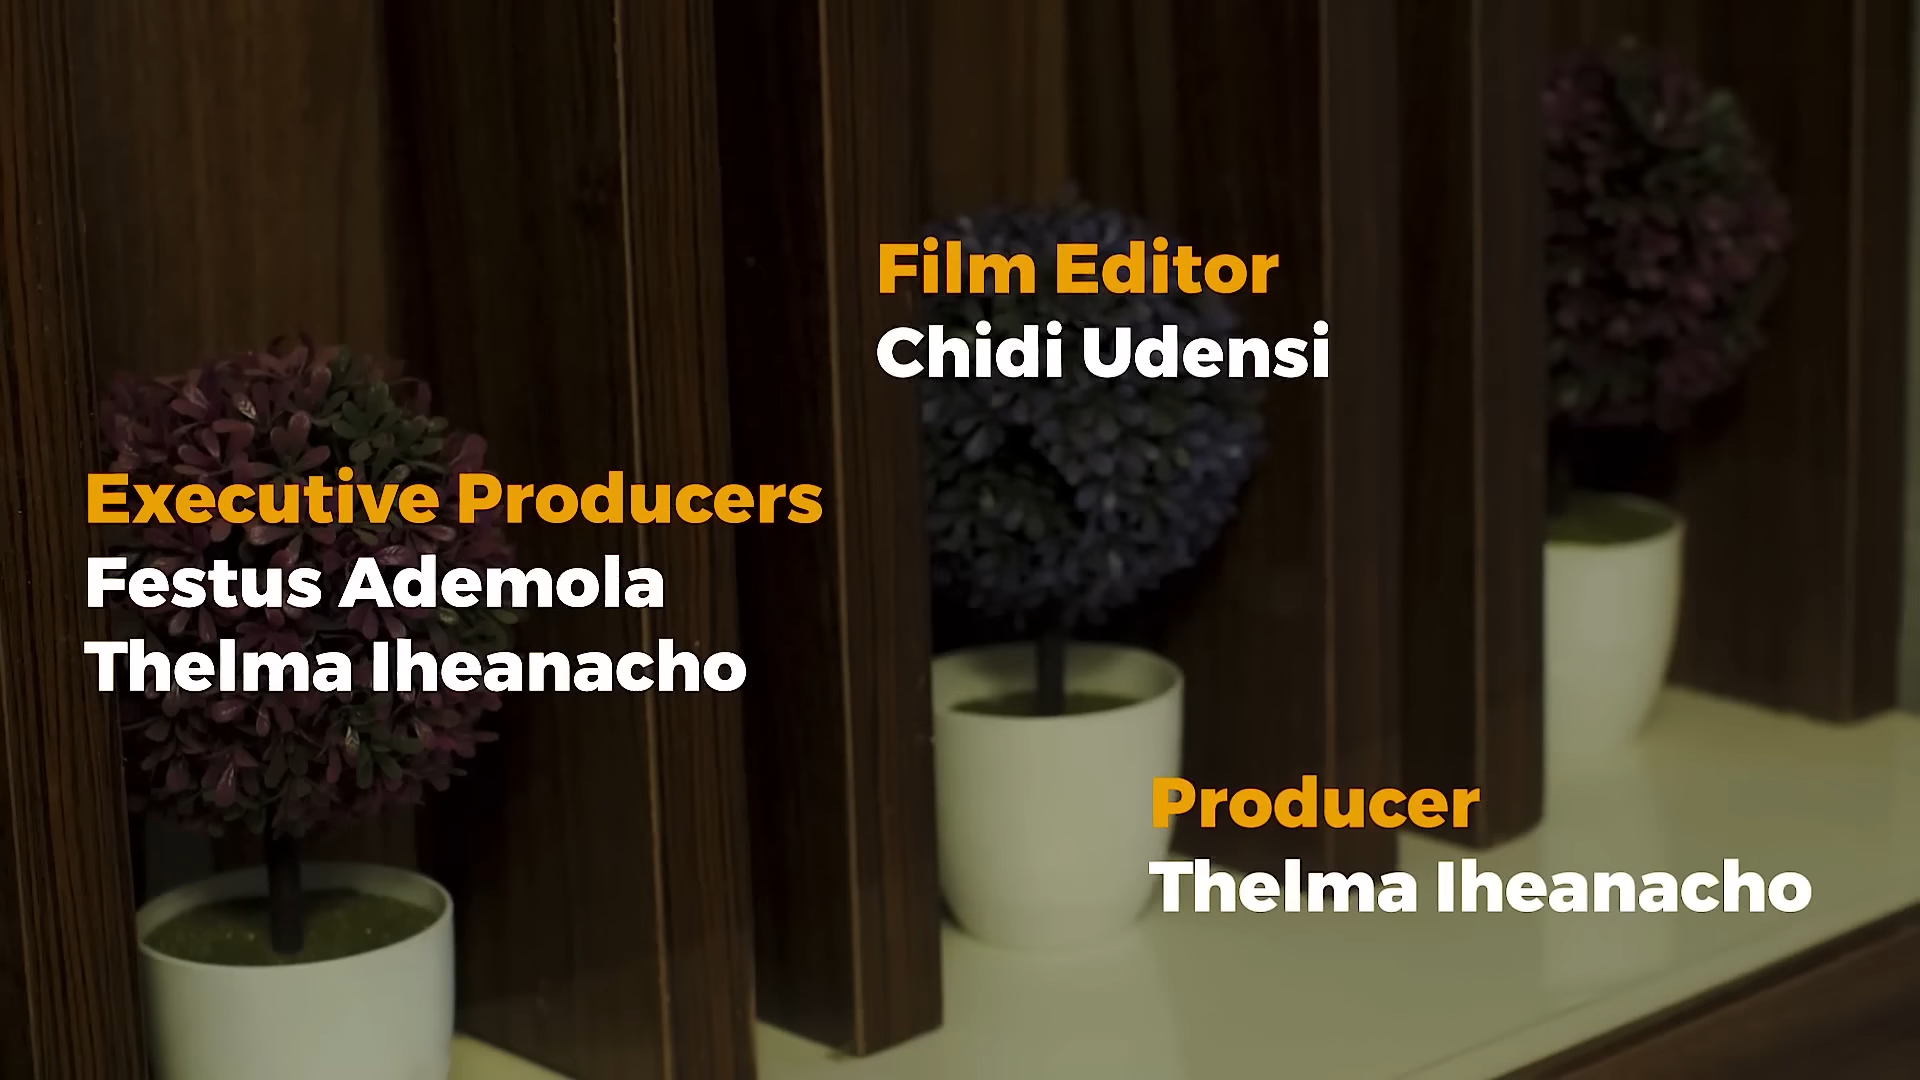 Film Editor
Chidi Udensi
Executive Producers
Festus Ademola
Thelma Iheanacho
Producer
Thelma Iheanacho